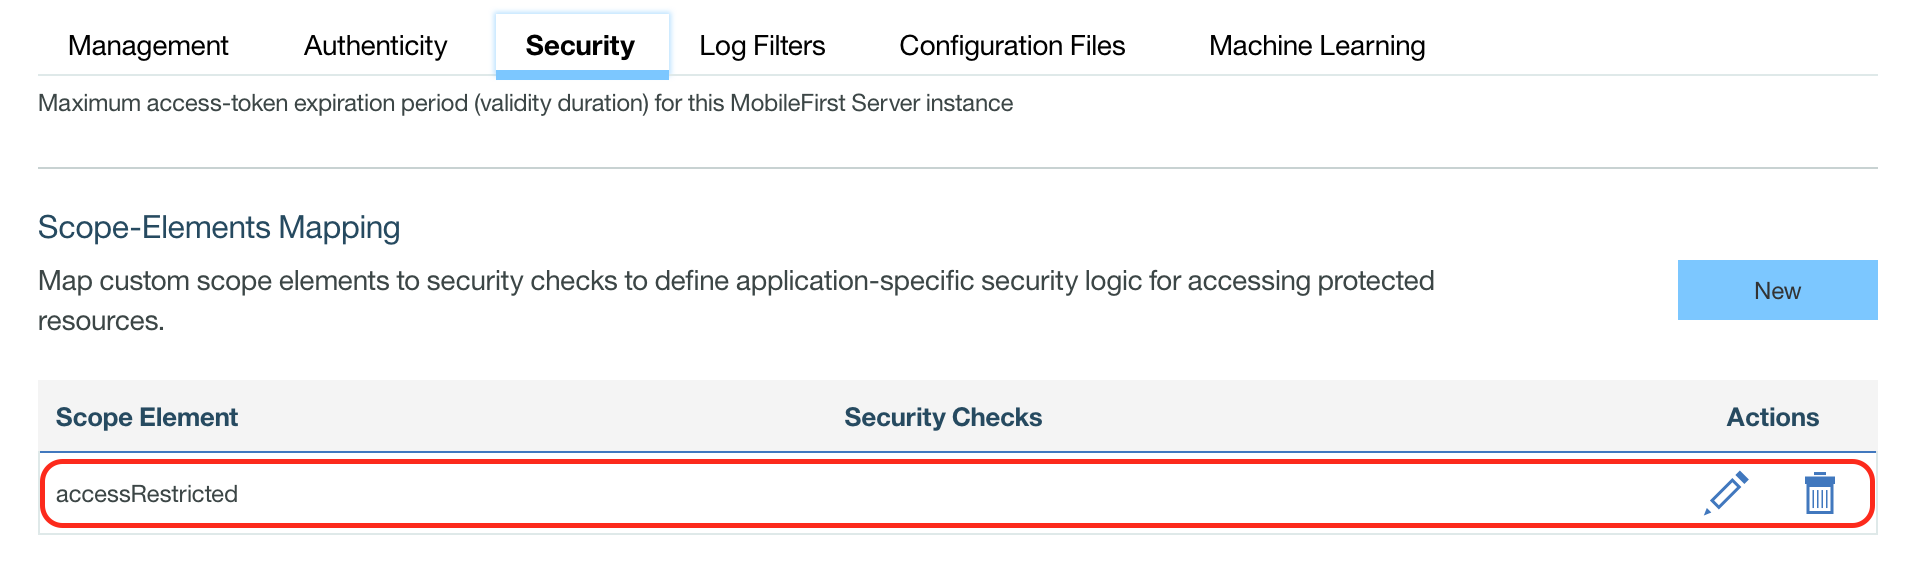 Management Authenticity Security Log Filters Configuration Files Machine Learning
Maximum access-token expiration period (validity duration) for this MobileFirst Server instance
Scope-Elements Mapping
Map custom scope elements to security checks to define application-specific security logic for accessing protected
resources.
New
Scope Element Security Checks Actions
accessRestricted